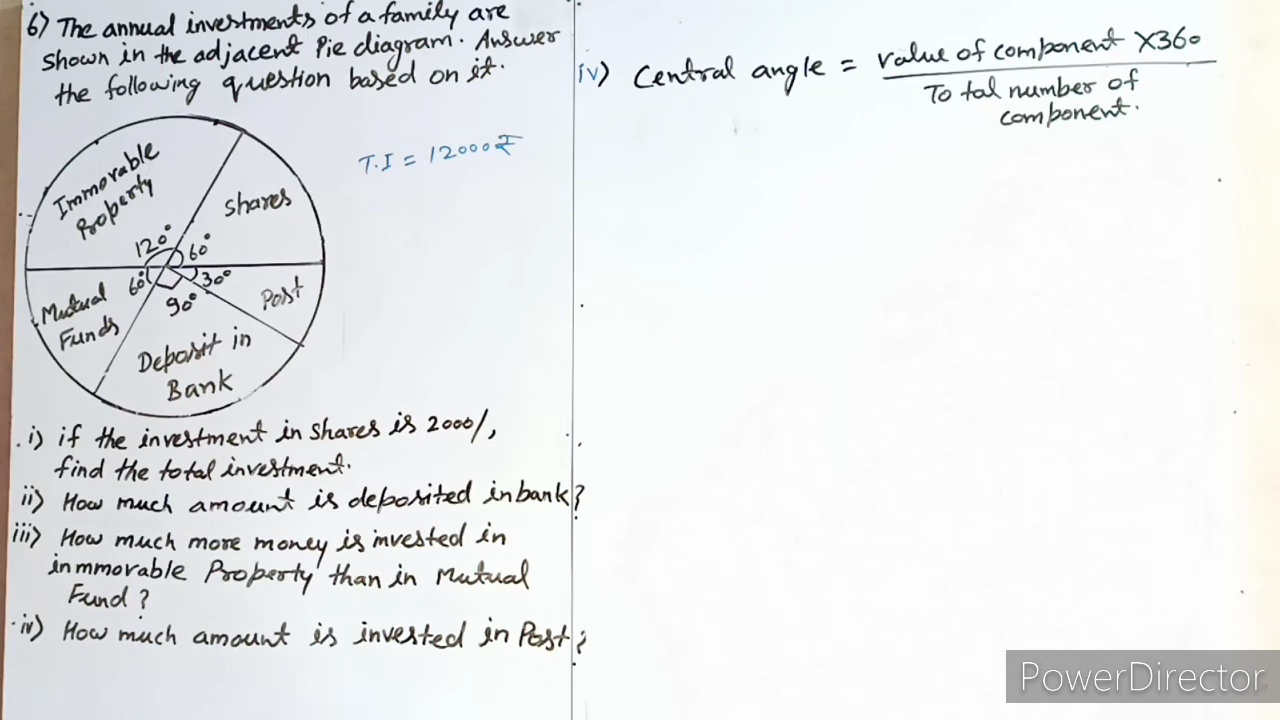 6) The annual investments of a family are
shown in the adjacent Pie diagram. Answer
the following question based on it.
T.I = 12000₹
Immovable
Property
shares
120°
60°
60°
30°
90°
Mutual
Funds
Post
Deposit in
Bank
i) if the investment in shares is 2000/,
find the total investment.
ii) How much amount is deposited in bank?
iii) How much more money is invested in
inmmovable Property than in Mutual
Fund?
iv) How much amount is invested in Post?
iv) Central angle = value of component X360
To tal number of
component.
PowerDirector